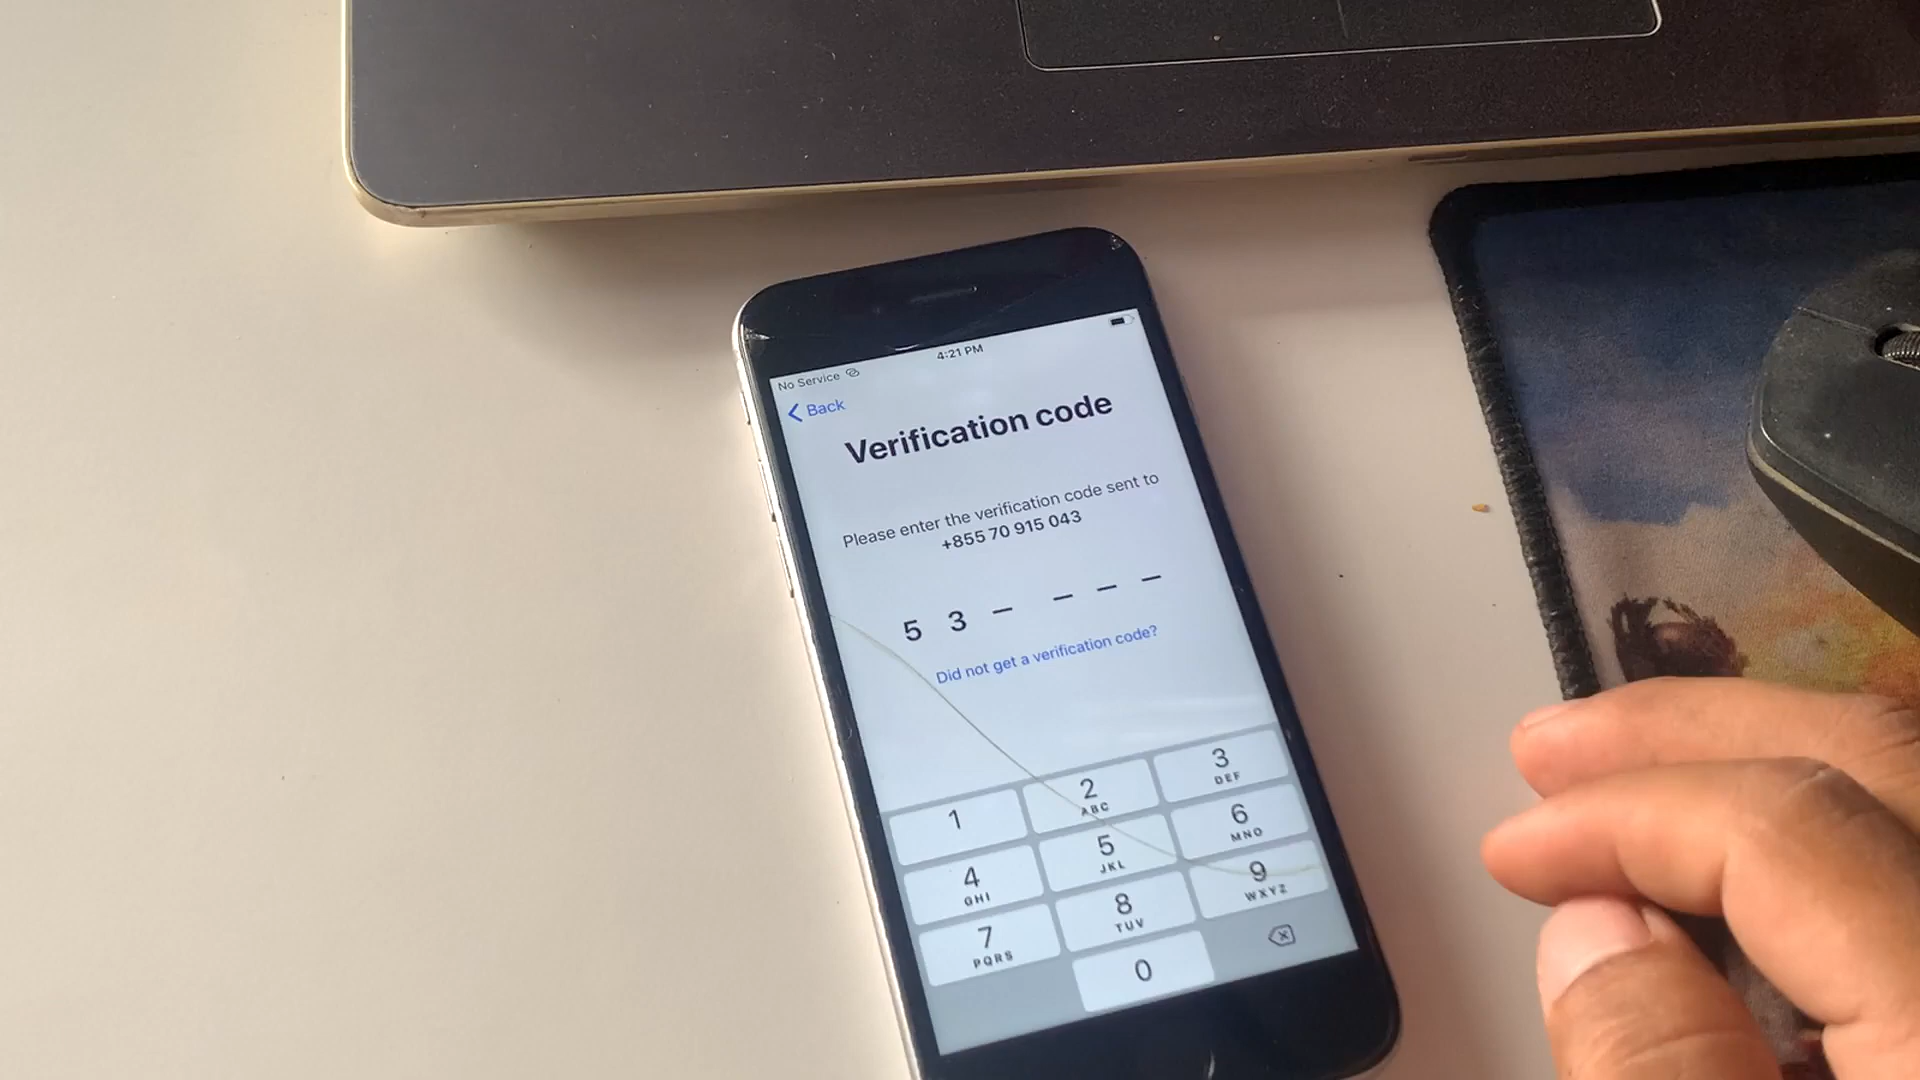 4:21 PM
No Service
Back
Verification code
Please enter the verification code sent to
+855 70 915 043
5 3 – – – –
Did not get a verification code?
1
2
ABC
3
DEF
4
GHI
5
JKL
6
MNO
7
PQRS
8
TUV
9
WXYZ
0